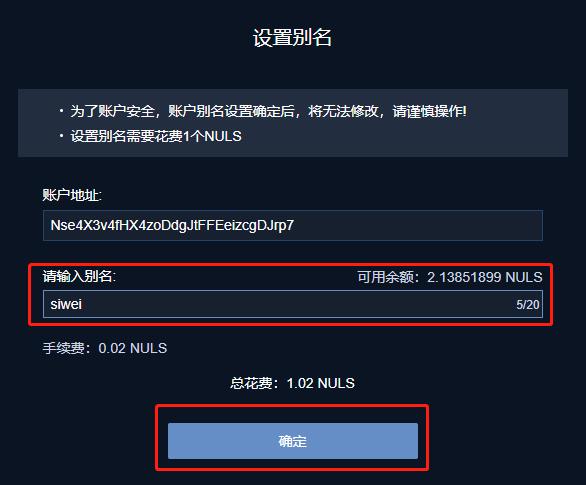 设置别名
· 为了账户安全，账户别名设置确定后，将无法修改，请谨慎操作!
· 设置别名需要花费1个NULS
账户地址:
Nse4X3v4fHX4zoDdgJtFFEeizcgDJrp7
请输入别名: 可用余额：2.13851899 NULS
siwei 5/20
手续费：0.02 NULS
总花费：1.02 NULS
确定